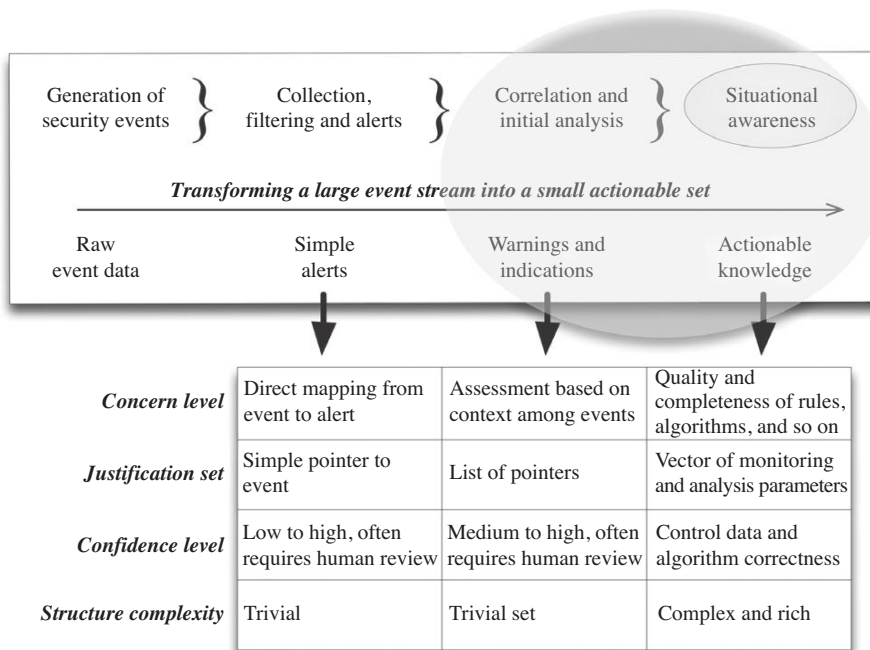 Generation of
security events
Collection,
filtering and alerts
Correlation and
initial analysis
Situational
awareness
Transforming a large event stream into a small actionable set
Raw
event data
Simple
alerts
Warnings and
indications
Actionable
knowledge
Concern level
Direct mapping from
event to alert
Assessment based on
context among events
Quality and
completeness of rules,
algorithms, and so on
Justification set
Simple pointer to
event
List of pointers
Vector of monitoring
and analysis parameters
Confidence level
Low to high, often
requires human review
Medium to high, often
requires human review
Control data and
algorithm correctness
Structure complexity
Trivial
Trivial set
Complex and rich